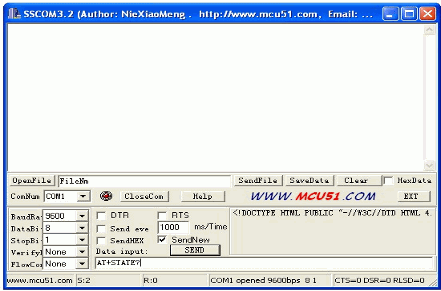 SSCOM3.2 (Author: NieXiaoMeng . http://www.mcu51.com, Email: ...
OpenFile FileNm SendFile SaveData Clear HexData
ComNum COM1 CloseCom Help WWW.MCU51.COM EXT
BaudRa 9600 DTR RTS <!DOCTYPE HTML PUBLIC "-//W3C//DTD HTML 4.
DataBi 8 Send eve 1000 ms/Time
StopBi 1 SendHEX SendNew
Verify None Data input: SEND
FlowCo None AT+STATE?
www.mcu51.com S:2 R:0 COM1 opened 9600bps 8 1 CTS=0 DSR=0 RLSD=0